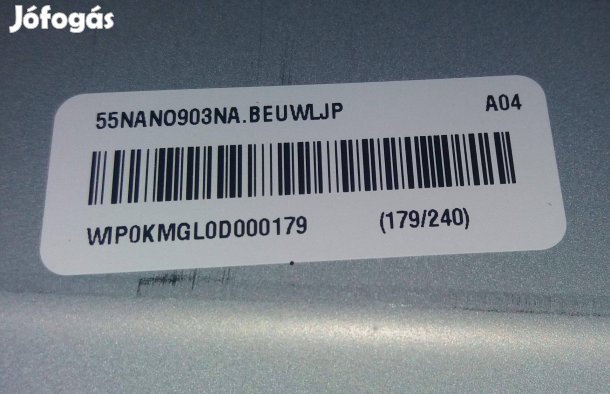 Jófogás
55NANO903NA.BEUWLJP A04
WIP0KMGL0D000179 (179/240)